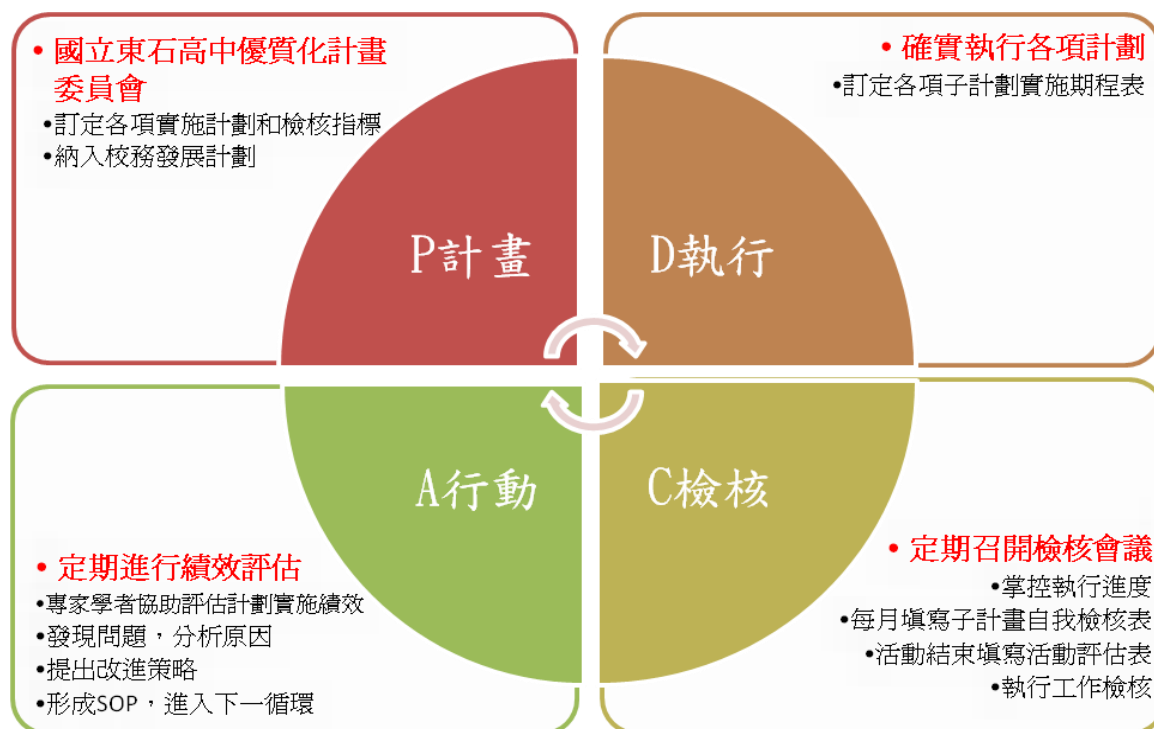 • 國立東石高中優質化計畫
委員會
•訂定各項實施計劃和檢核指標
•納入校務發展計劃
• 確實執行各項計劃
•訂定各項子計劃實施期程表
P計畫
D執行
A行動
C檢核
• 定期進行績效評估
•專家學者協助評估計劃實施績效
•發現問題，分析原因
•提出改進策略
•形成SOP，進入下一循環
• 定期召開檢核會議
•掌控執行進度
•每月填寫子計畫自我檢核表
•活動結束填寫活動評估表
•執行工作檢核